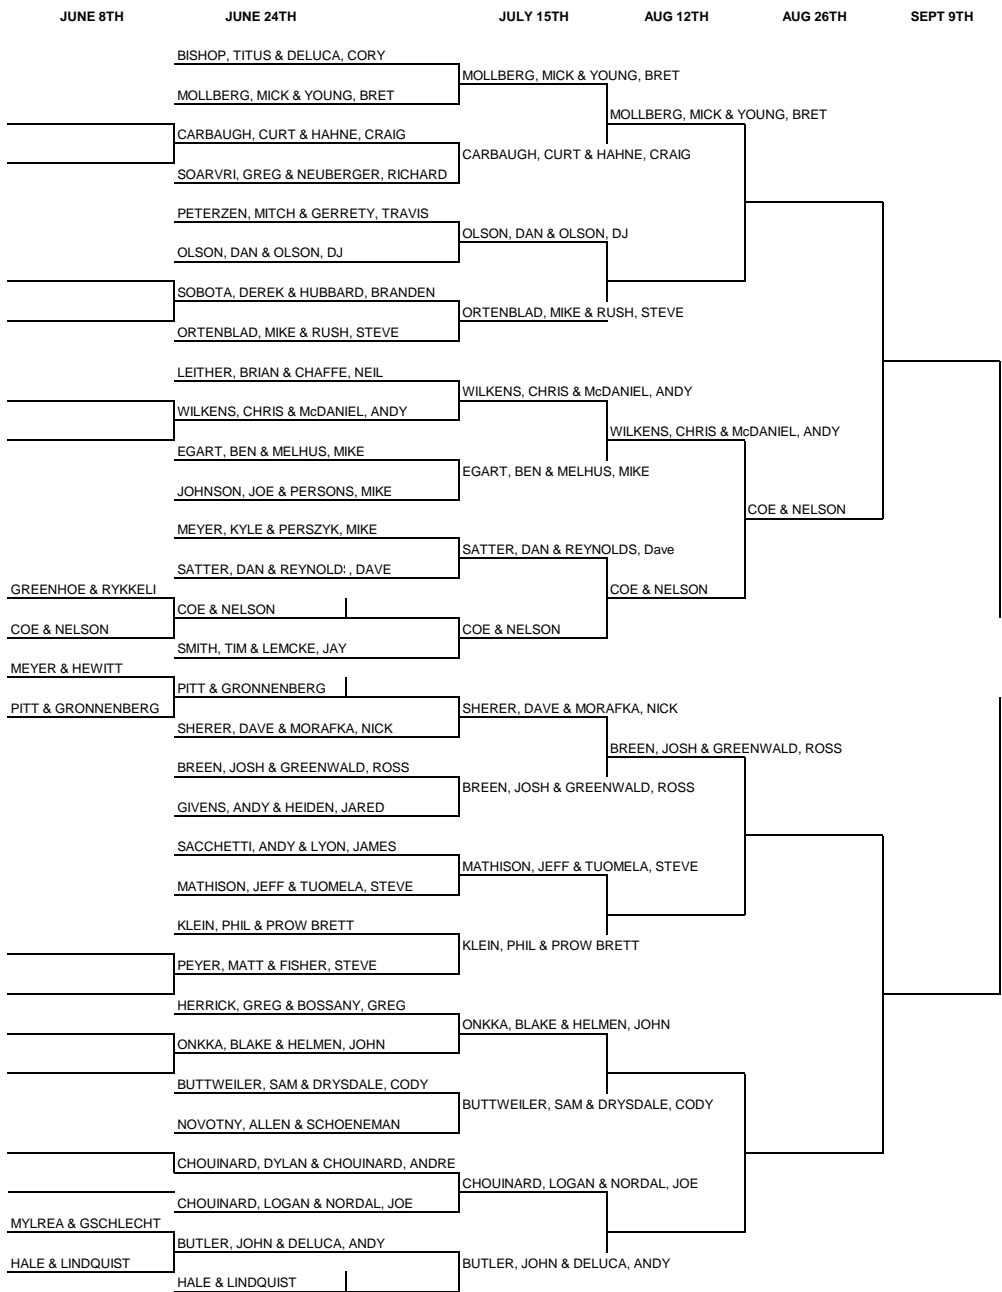 JUNE 8TH JUNE 24TH JULY 15TH AUG 12TH AUG 26TH SEPT 9TH
BISHOP, TITUS & DELUCA, CORY
MOLLBERG, MICK & YOUNG, BRET
MOLLBERG, MICK & YOUNG, BRET
MOLLBERG, MICK & YOUNG, BRET
CARBAUGH, CURT & HAHNE, CRAIG
CARBAUGH, CURT & HAHNE, CRAIG
SOARVRI, GREG & NEUBERGER, RICHARD
PETERZEN, MITCH & GERRETY, TRAVIS
OLSON, DAN & OLSON, DJ
OLSON, DAN & OLSON, DJ
SOBOTA, DEREK & HUBBARD, BRANDEN
ORTENBLAD, MIKE & RUSH, STEVE
ORTENBLAD, MIKE & RUSH, STEVE
LEITHER, BRIAN & CHAFFE, NEIL
WILKENS, CHRIS & McDANIEL, ANDY
WILKENS, CHRIS & McDANIEL, ANDY
WILKENS, CHRIS & McDANIEL, ANDY
EGART, BEN & MELHUS, MIKE
EGART, BEN & MELHUS, MIKE
JOHNSON, JOE & PERSONS, MIKE
COE & NELSON
MEYER, KYLE & PERSZYK, MIKE
SATTER, DAN & REYNOLDS, Dave
SATTER, DAN & REYNOLD: , DAVE
GREENHOE & RYKKELI
COE & NELSON
COE & NELSON
COE & NELSON
COE & NELSON
SMITH, TIM & LEMCKE, JAY
MEYER & HEWITT
PITT & GRONNENBERG
PITT & GRONNENBERG
SHERER, DAVE & MORAFKA, NICK
SHERER, DAVE & MORAFKA, NICK
BREEN, JOSH & GREENWALD, ROSS
BREEN, JOSH & GREENWALD, ROSS
BREEN, JOSH & GREENWALD, ROSS
GIVENS, ANDY & HEIDEN, JARED
SACCHETTI, ANDY & LYON, JAMES
MATHISON, JEFF & TUOMELA, STEVE
MATHISON, JEFF & TUOMELA, STEVE
KLEIN, PHIL & PROW BRETT
KLEIN, PHIL & PROW BRETT
PEYER, MATT & FISHER, STEVE
HERRICK, GREG & BOSSANY, GREG
ONKKA, BLAKE & HELMEN, JOHN
ONKKA, BLAKE & HELMEN, JOHN
BUTTWEILER, SAM & DRYSDALE, CODY
BUTTWEILER, SAM & DRYSDALE, CODY
NOVOTNY, ALLEN & SCHOENEMAN
CHOUINARD, DYLAN & CHOUINARD, ANDRE
CHOUINARD, LOGAN & NORDAL, JOE
CHOUINARD, LOGAN & NORDAL, JOE
MYLREA & GSCHLECHT
BUTLER, JOHN & DELUCA, ANDY
HALE & LINDQUIST
BUTLER, JOHN & DELUCA, ANDY
HALE & LINDQUIST